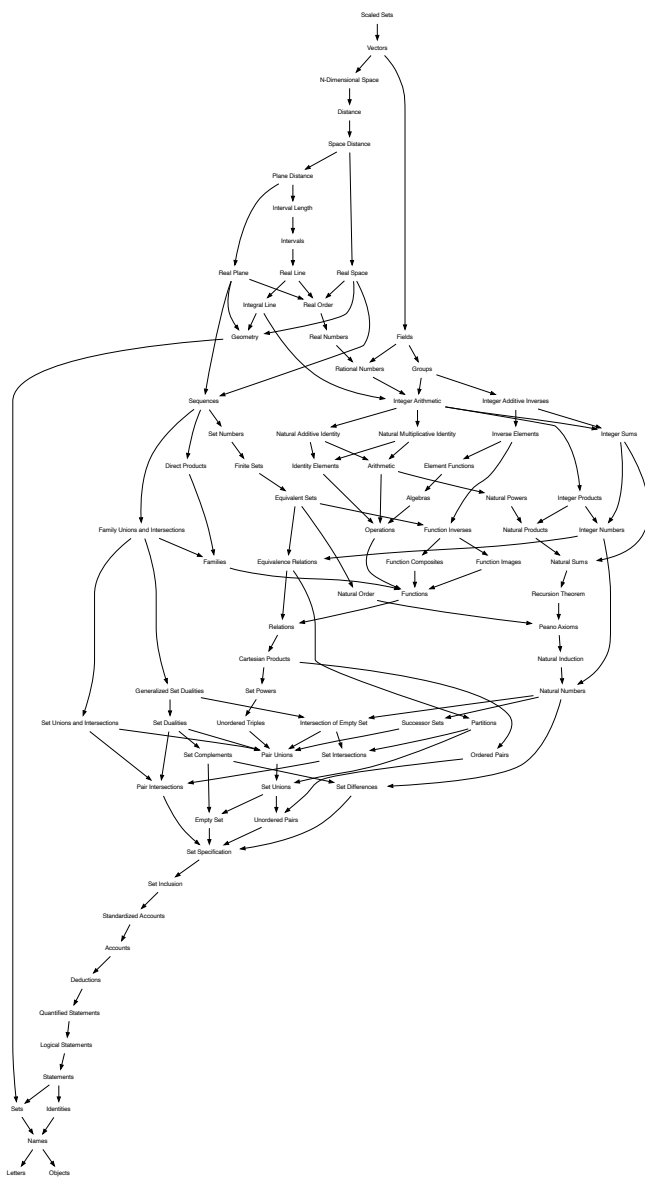 Scaled Sets
Vectors
N-Dimensional Space
Distance
Space Distance
Plane Distance
Interval Length
Intervals
Real Plane Real Line Real Space
Integral Line Real Order
Geometry Real Numbers Fields
Rational Numbers Groups
Sequences Integer Arithmetic Integer Additive Inverses
Set Numbers Natural Additive Identity Natural Multiplicative Identity Inverse Elements Integer Sums
Direct Products Finite Sets Identity Elements Arithmetic Element Functions
Equivalent Sets Algebras Natural Powers Integer Products
Family Unions and Intersections Operations Function Inverses Natural Products Integer Numbers
Families Equivalence Relations Function Composites Function Images Natural Sums
Natural Order Functions Recursion Theorem
Relations Peano Axioms
Cartesian Products Natural Induction
Generalized Set Dualities Set Powers Natural Numbers
Set Unions and Intersections Set Dualities Unordered Triples Intersection of Empty Set Successor Sets Partitions
Set Complements Pair Unions Set Intersections Ordered Pairs
Pair Intersections Set Unions Set Differences
Empty Set Unordered Pairs
Set Specification
Set Inclusion
Standardized Accounts
Accounts
Deductions
Quantified Statements
Logical Statements
Statements
Sets Identities
Names
Letters Objects